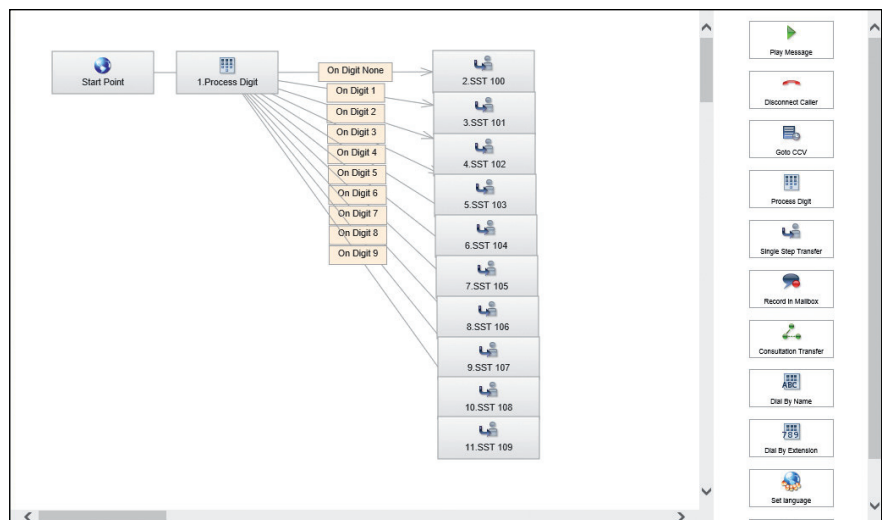 Start Point
1.Process Digit
On Digit None
On Digit 1
On Digit 2
On Digit 3
On Digit 4
On Digit 5
On Digit 6
On Digit 7
On Digit 8
On Digit 9
2.SST 100
3.SST 101
4.SST 102
5.SST 103
6.SST 104
7.SST 105
8.SST 106
9.SST 107
10.SST 108
11.SST 109
Play Message
Disconnect Caller
Goto CCV
Process Digit
Single Step Transfer
Record In Mailbox
Consultation Transfer
ABC
Dial By Name
789
Dial By Extension
Set language